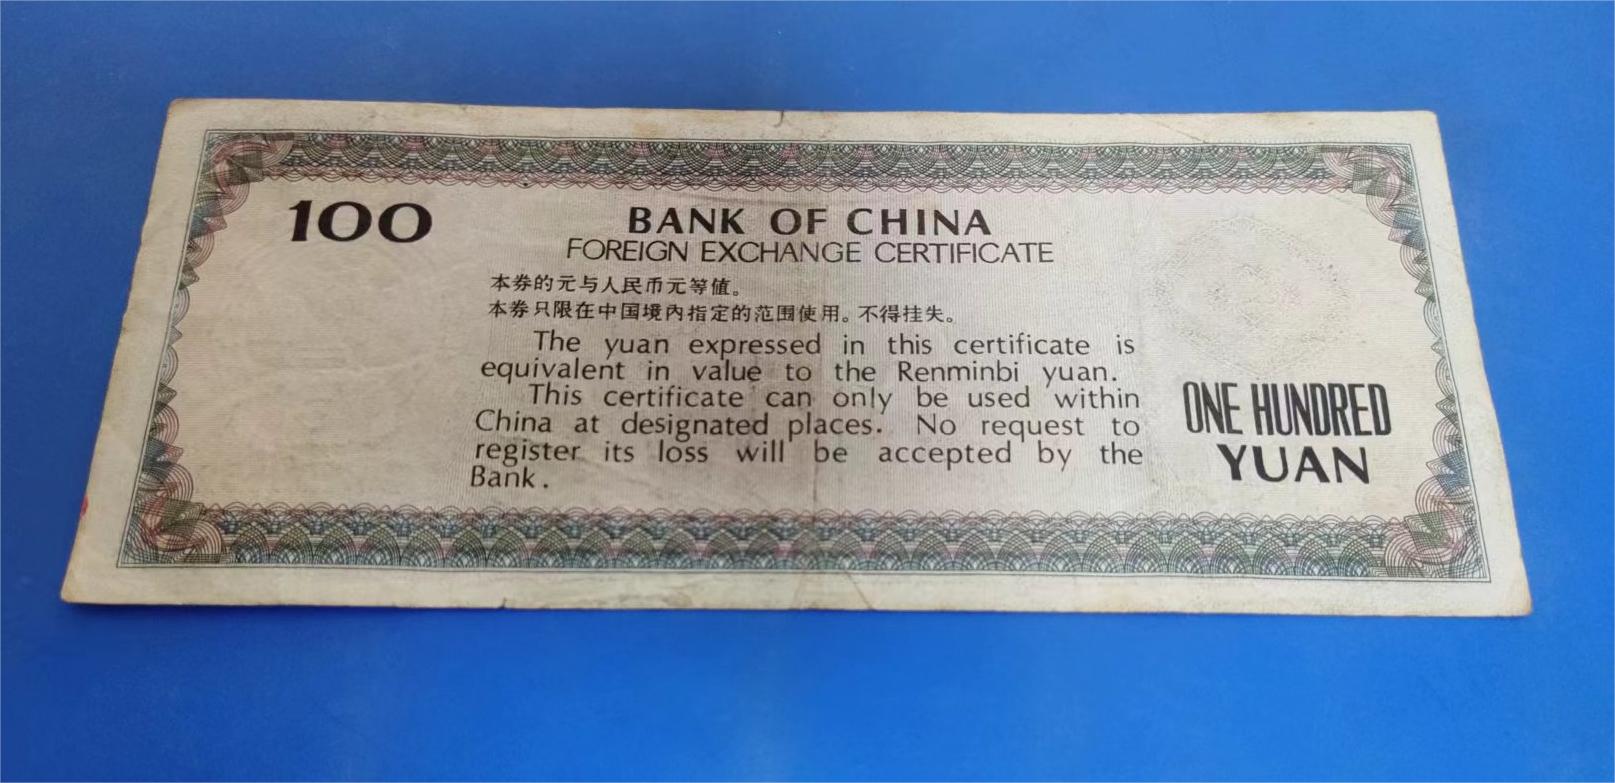 100
BANK OF CHINA
FOREIGN EXCHANGE CERTIFICATE
本券的元与人民币元等值。
本券只限在中国境内指定的范围使用。不得挂失。
The yuan expressed in this certificate is
equivalent in value to the Renminbi yuan.
This certificate can only be used within
China at designated places. No request to
register its loss will be accepted by the
Bank.
ONE HUNDRED
YUAN